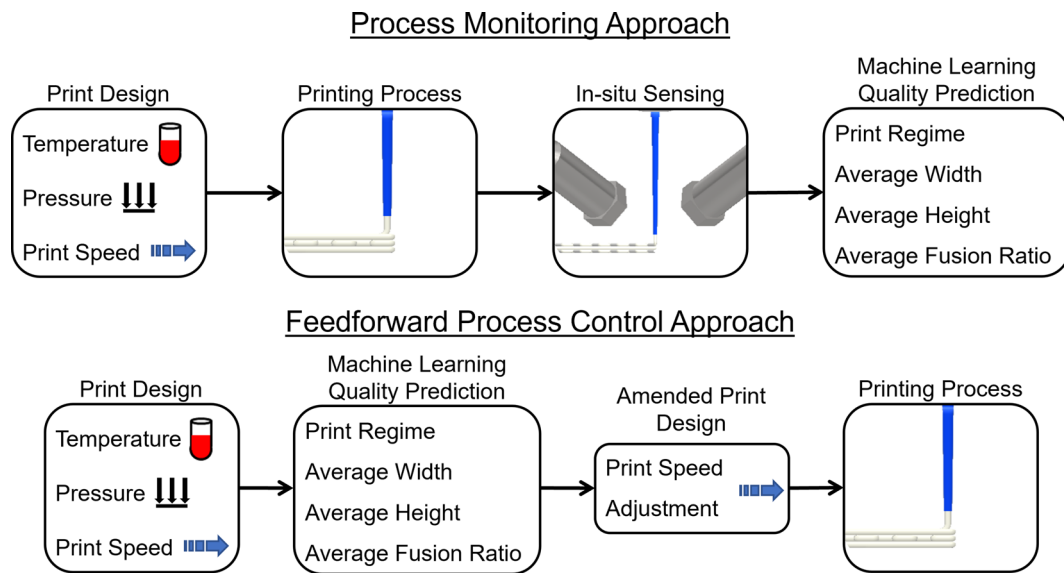 Process Monitoring Approach
Print Design
Temperature
Pressure
Print Speed
Printing Process
In-situ Sensing
Machine Learning
Quality Prediction
Print Regime
Average Width
Average Height
Average Fusion Ratio
Feedforward Process Control Approach
Print Design
Temperature
Pressure
Print Speed
Machine Learning
Quality Prediction
Print Regime
Average Width
Average Height
Average Fusion Ratio
Amended Print
Design
Print Speed
Adjustment
Printing Process